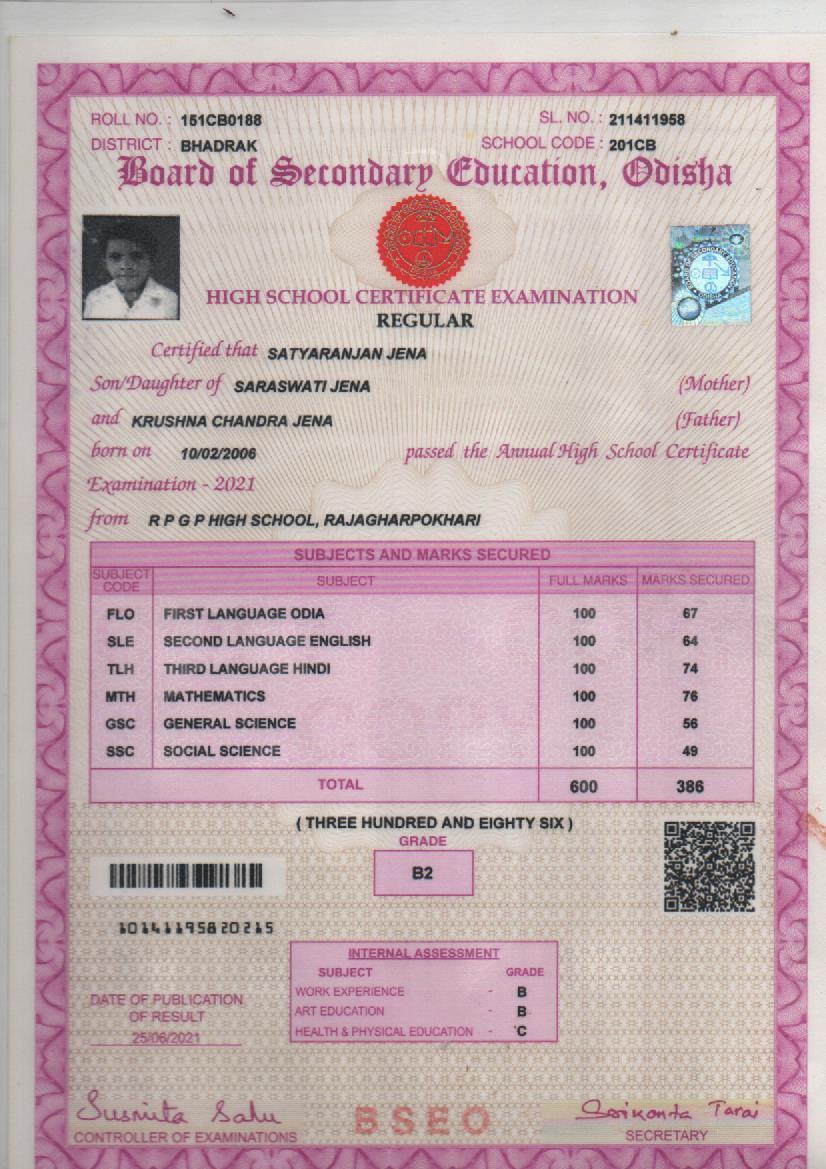 ROLL NO. : 151CB0188 SL. NO. : 211411958
DISTRICT : BHADRAK SCHOOL CODE : 201CB
Board of Secondary Education, Odisha
HIGH SCHOOL CERTIFICATE EXAMINATION
REGULAR
Certified that SATYARANJAN JENA
Son/Daughter of SARASWATI JENA (Mother)
and KRUSHNA CHANDRA JENA (Father)
born on 10/02/2006 passed the Annual High School Certificate
Examination - 2021
from R P G P HIGH SCHOOL, RAJAGHARPOKHARI
SUBJECTS AND MARKS SECURED
SUBJECT CODE SUBJECT FULL MARKS MARKS SECURED
FLO FIRST LANGUAGE ODIA 100 67
SLE SECOND LANGUAGE ENGLISH 100 64
TLH THIRD LANGUAGE HINDI 100 74
MTH MATHEMATICS 100 76
GSC GENERAL SCIENCE 100 56
SSC SOCIAL SCIENCE 100 49
TOTAL 600 386
( THREE HUNDRED AND EIGHTY SIX )
GRADE
B2
10141195820215
INTERNAL ASSESSMENT
SUBJECT GRADE
WORK EXPERIENCE - B
ART EDUCATION - B
HEALTH & PHYSICAL EDUCATION - C
DATE OF PUBLICATION
OF RESULT
25/06/2021
Susmita Sahu
CONTROLLER OF EXAMINATIONS
BSEO
Srikanta Tarai
SECRETARY